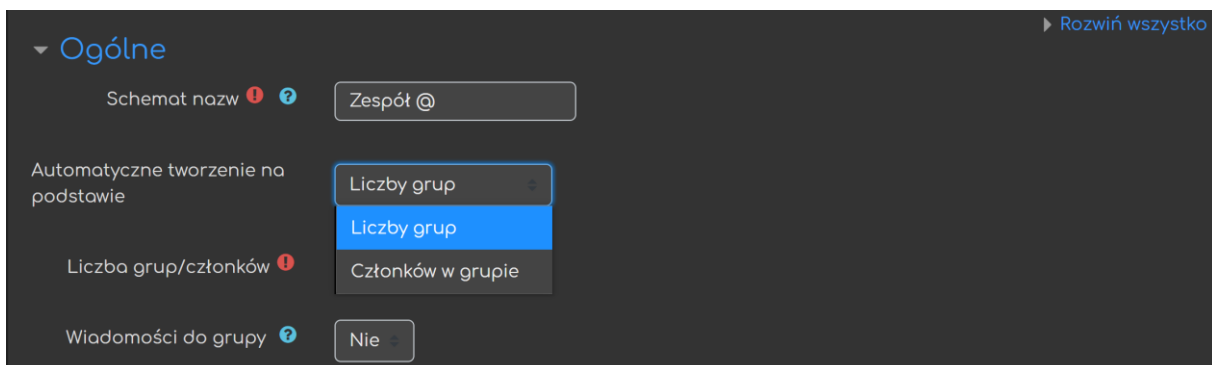 Rozwiń wszystko
Ogólne
Schemat nazw
Zespół @
Automatyczne tworzenie na
podstawie
Liczby grup
Liczby grup
Członków w grupie
Liczba grup/członków
Wiadomości do grupy
Nie